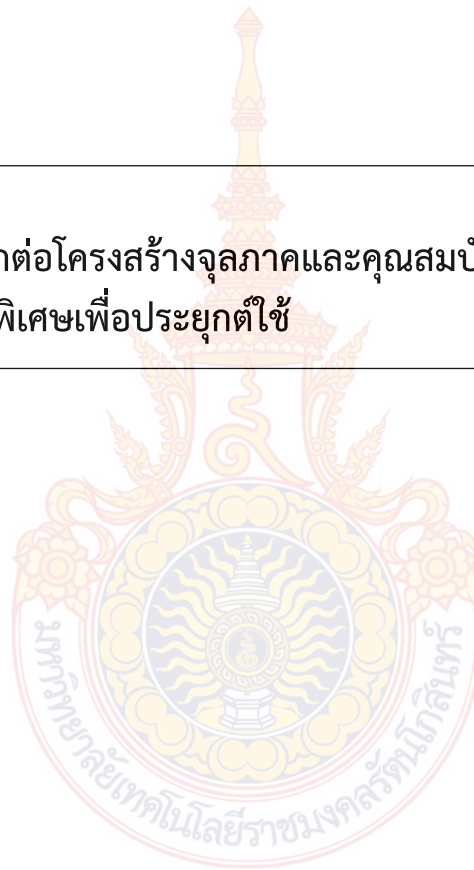 ต่อโครงสร้างจุลภาคและคุณสมบั
พิเศษเพื่อประยุกต์ใช้
มหาวิทยาลัยเทคโนโลยีราชมงคลรัตนโกสินทร์